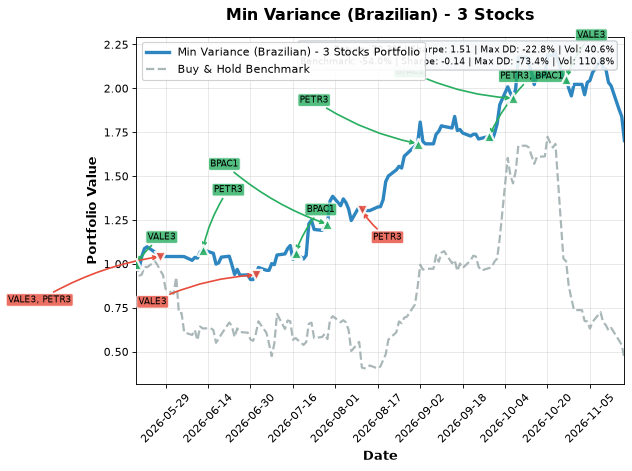 Min Variance (Brazilian) - 3 Stocks
VALE3
Min Variance (Brazilian) - 3 Stocks Portfolio
1.51 | Max DD: -22.8% | Vol: 40.6%
Buy & Hold Benchmark
Sharpe: -0.14 | Max DD: -73.4% | Vol: 110.8%
PETR3, BPAC1
PETR3
BPAC1
PETR3
BPAC1
VALE3
PETR3
VALE3, PETR3
VALE3
Portfolio Value
2.25
2.00
1.75
1.50
1.25
1.00
0.75
0.50
2026-05-29
2026-06-14
2026-06-30
2026-07-16
2026-08-01
2026-08-17
2026-09-02
2026-09-18
2026-10-04
2026-10-20
2026-11-05
Date